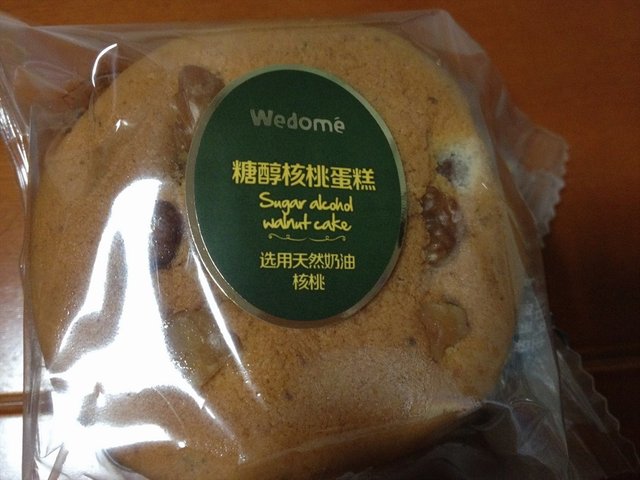 Wedomé
糖醇核桃蛋糕
Sugar alcohol
walnut cake
选用天然奶油
核桃